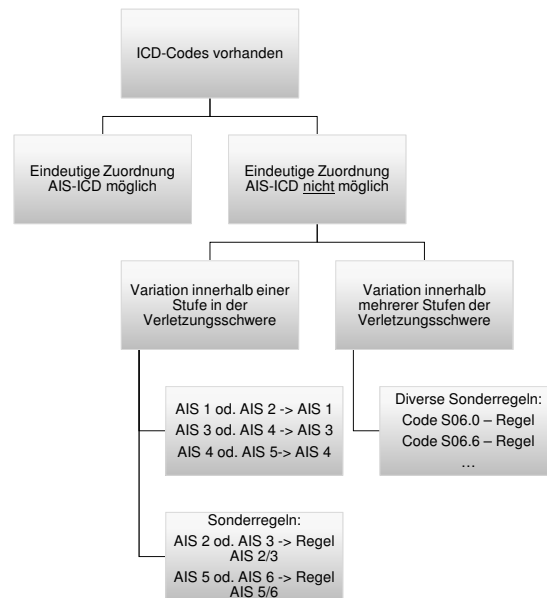 ICD-Codes vorhanden
Eindeutige Zuordnung
AIS-ICD möglich
Eindeutige Zuordnung
AIS-ICD nicht möglich
Variation innerhalb einer
Stufe in der
Verletzungsschwere
Variation innerhalb
mehrerer Stufen der
Verletzungsschwere
AIS 1 od. AIS 2 -> AIS 1
AIS 3 od. AIS 4 -> AIS 3
AIS 4 od. AIS 5-> AIS 4
Diverse Sonderregeln:
Code S06.0 – Regel
Code S06.6 – Regel
…
Sonderregeln:
AIS 2 od. AIS 3 -> Regel
AIS 2/3
AIS 5 od. AIS 6 -> Regel
AIS 5/6